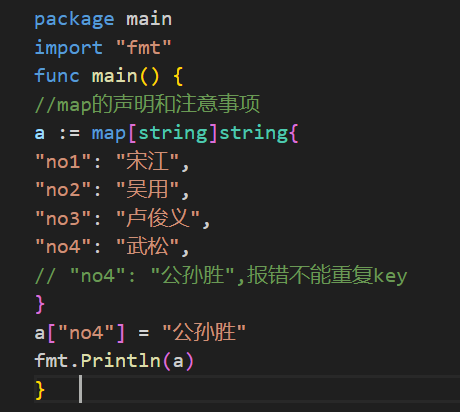 package main
import "fmt"
func main() {
//map的声明和注意事项
a := map[string]string{
"no1": "宋江",
"no2": "吴用",
"no3": "卢俊义",
"no4": "武松",
// "no4": "公孙胜",报错不能重复key
}
a["no4"] = "公孙胜"
fmt.Println(a)
}